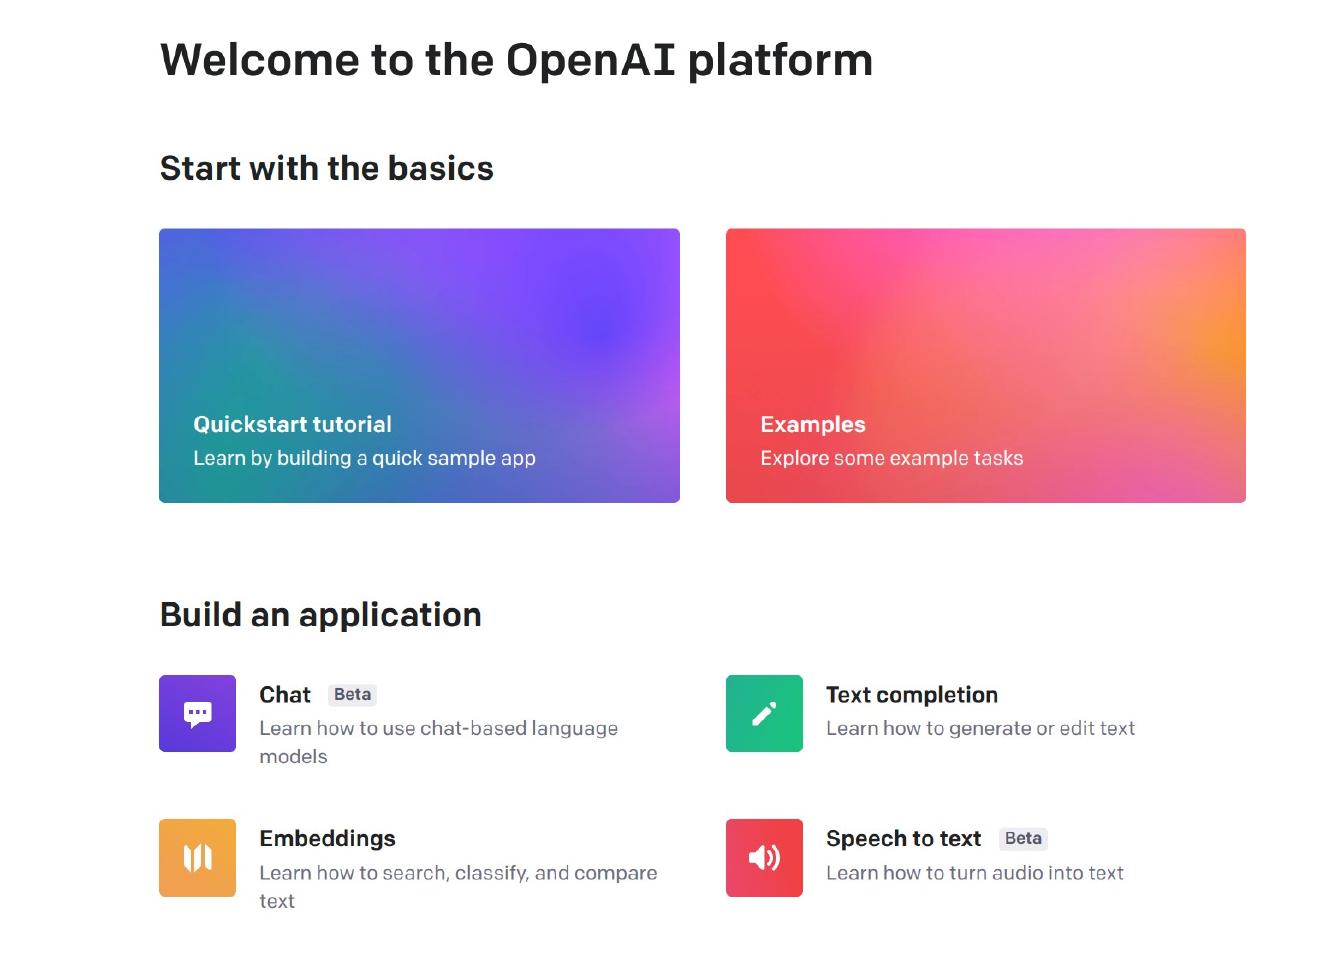 Welcome to the OpenAI platform
Start with the basics
Quickstart tutorial
Learn by building a quick sample app
Examples
Explore some example tasks
Build an application
Chat Beta
Learn how to use chat-based language
models
Text completion
Learn how to generate or edit text
Embeddings
Learn how to search, classify, and compare
text
Speech to text Beta
Learn how to turn audio into text